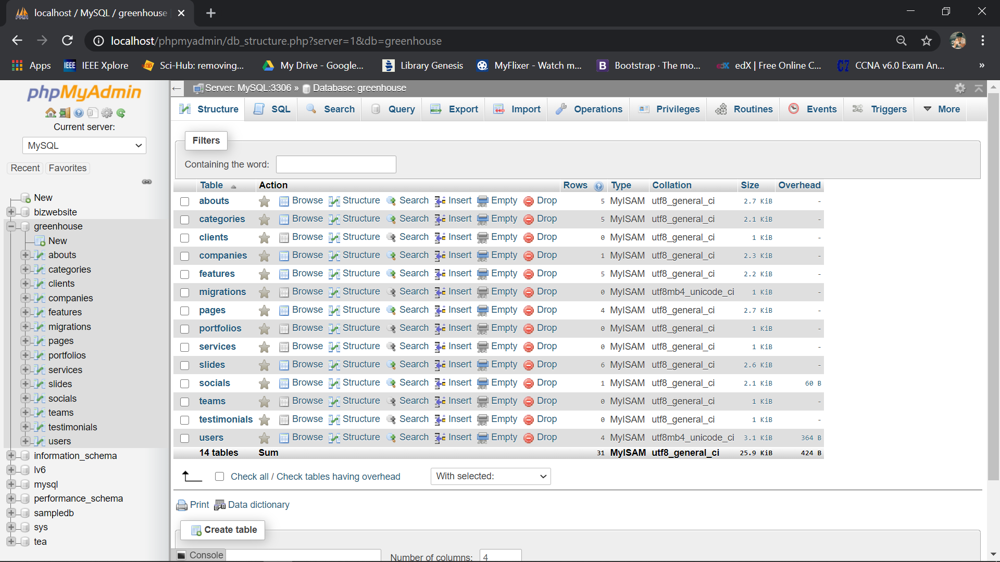 localhost / MySQL / greenhouse
localhost/phpmyadmin/db_structure.php?server=1&db=greenhouse
Apps IEEE IEEE Xplore Sci-Hub: removing... My Drive - Google... Library Genesis MyFlixer - Watch m... B Bootstrap · The mo... edX edX | Free Online C... C7 CCNA v6.0 Exam An... »
phpMyAdmin
Current server:
MySQL
Recent Favorites
New
bizwebsite
greenhouse
New
abouts
categories
clients
companies
features
migrations
pages
portfolios
services
slides
socials
teams
testimonials
users
information_schema
lv6
mysql
performance_schema
sampledb
sys
tea
Server: MySQL:3306 » Database: greenhouse
Structure SQL Search Query Export Import Operations Privileges Routines Events Triggers More
Filters
Containing the word:
Table Action Rows Type Collation Size Overhead
abouts Browse Structure Search Insert Empty Drop 5 MyISAM utf8_general_ci 2.7 KiB -
categories Browse Structure Search Insert Empty Drop 5 MyISAM utf8_general_ci 2.1 KiB -
clients Browse Structure Search Insert Empty Drop 0 MyISAM utf8_general_ci 1 KiB -
companies Browse Structure Search Insert Empty Drop 1 MyISAM utf8_general_ci 2.3 KiB -
features Browse Structure Search Insert Empty Drop 5 MyISAM utf8_general_ci 2.2 KiB -
migrations Browse Structure Search Insert Empty Drop 0 MyISAM utf8mb4_unicode_ci 1 KiB -
pages Browse Structure Search Insert Empty Drop 4 MyISAM utf8_general_ci 2.7 KiB -
portfolios Browse Structure Search Insert Empty Drop 0 MyISAM utf8_general_ci 1 KiB -
services Browse Structure Search Insert Empty Drop 0 MyISAM utf8_general_ci 1 KiB -
slides Browse Structure Search Insert Empty Drop 6 MyISAM utf8_general_ci 2.6 KiB -
socials Browse Structure Search Insert Empty Drop 1 MyISAM utf8_general_ci 2.1 KiB 60 B
teams Browse Structure Search Insert Empty Drop 0 MyISAM utf8_general_ci 1 KiB -
testimonials Browse Structure Search Insert Empty Drop 0 MyISAM utf8_general_ci 1 KiB -
users Browse Structure Search Insert Empty Drop 4 MyISAM utf8mb4_unicode_ci 3.1 KiB 364 B
14 tables Sum 31 MyISAM utf8_general_ci 25.9 KiB 424 B
Check all / Check tables having overhead With selected:
Print Data dictionary
Create table
Console Number of columns: 4